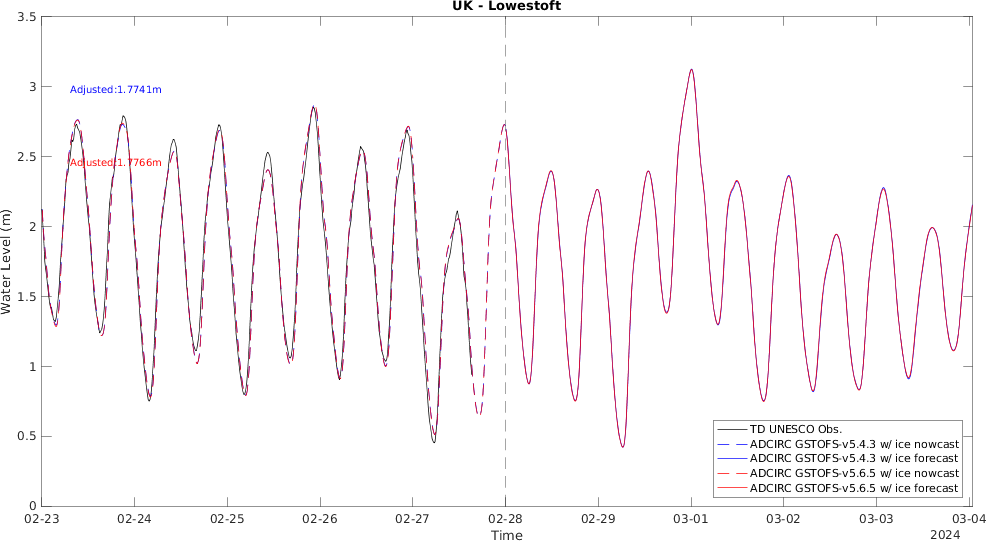 UK - Lowestoft
3.5
3
2.5
2
1.5
1
0.5
0
Water Level (m)
Adjusted:1.7741m
Adjusted:1.7766m
TD UNESCO Obs.
ADCIRC GSTOFS-v5.4.3 w/ ice nowcast
ADCIRC GSTOFS-v5.4.3 w/ ice forecast
ADCIRC GSTOFS-v5.6.5 w/ ice nowcast
ADCIRC GSTOFS-v5.6.5 w/ ice forecast
02-23 02-24 02-25 02-26 02-27 02-28 02-29 03-01 03-02 03-03 03-04
Time
2024